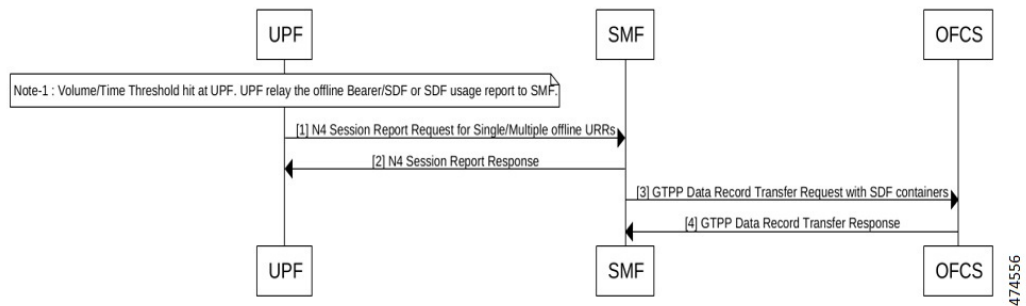 UPF
SMF
OFCS
Note-1 : Volume/Time Threshold hit at UPF. UPF relay the offline Bearer/SDF or SDF usage report to SMF.
[1] N4 Session Report Request for Single/Multiple offline URRs
[2] N4 Session Report Response
[3] GTPP Data Record Transfer Request with SDF containers
[4] GTPP Data Record Transfer Response
UPF
SMF
OFCS
474556